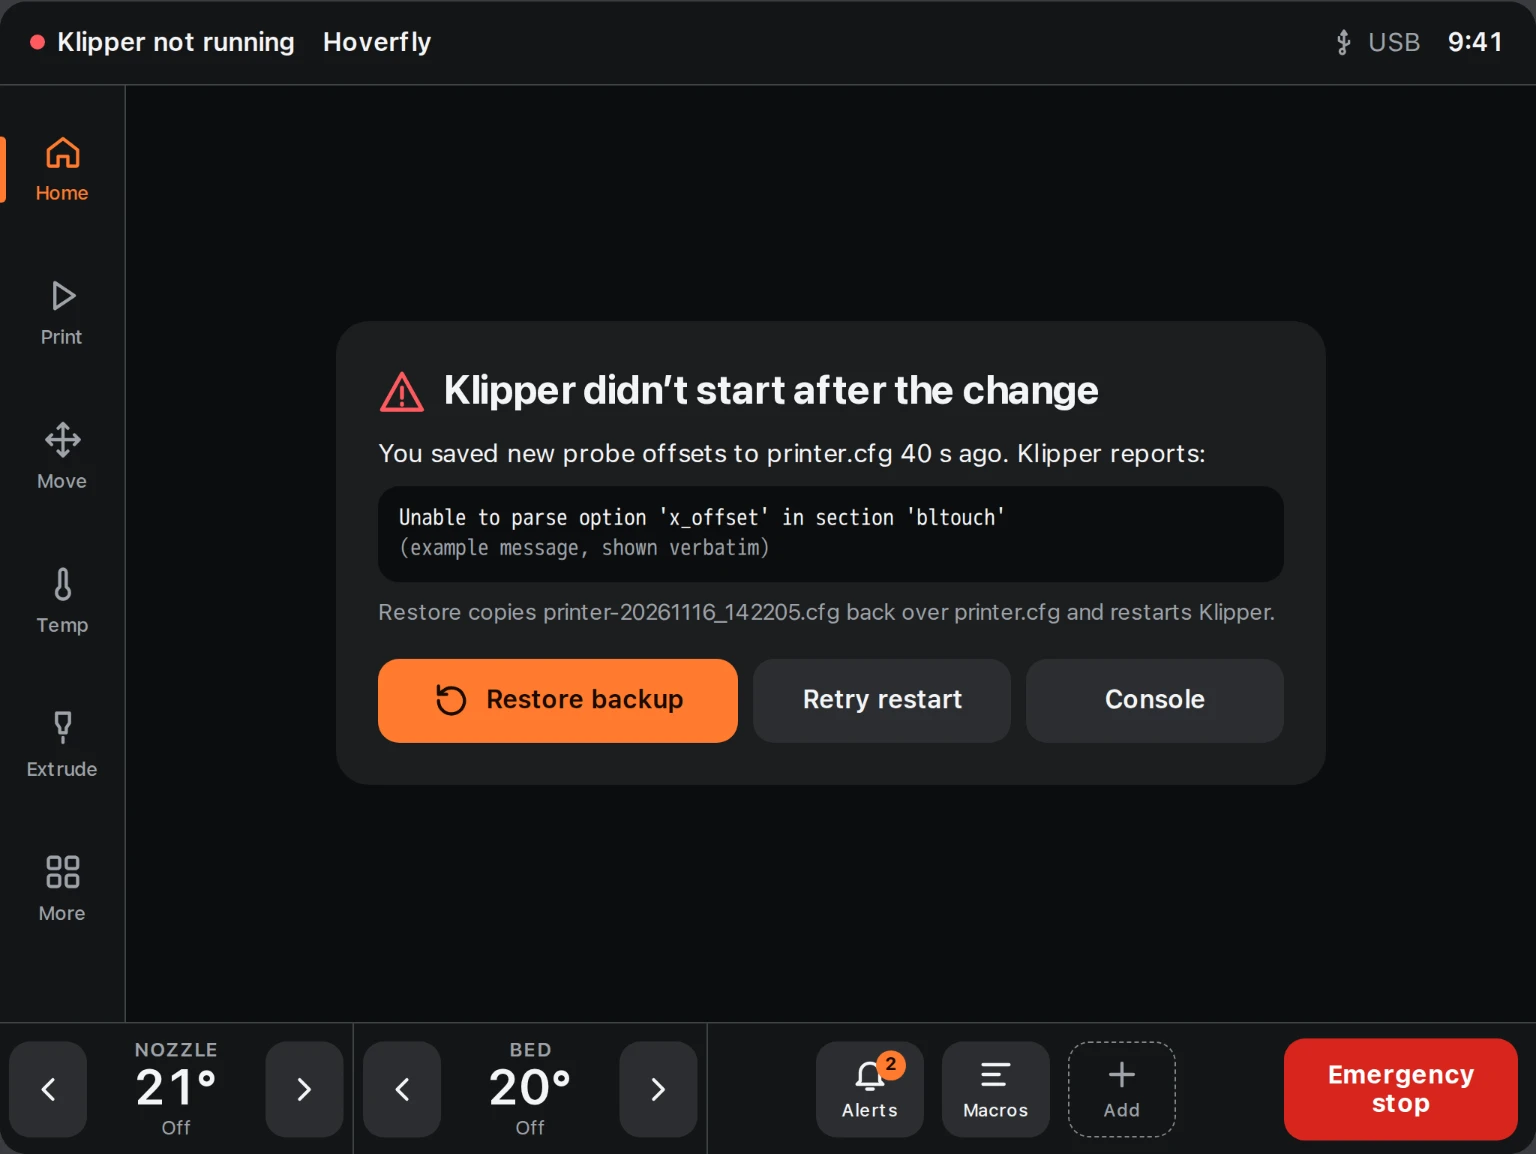 Klipper not running Hoverfly
USB 9:41
Home
Print
Move
Temp
Extrude
More
Klipper didn't start after the change
You saved new probe offsets to printer.cfg 40 s ago. Klipper reports:
Unable to parse option 'x_offset' in section 'bltouch'
(example message, shown verbatim)
Restore copies printer-20261116_142205.cfg back over printer.cfg and restarts Klipper.
Restore backup
Retry restart
Console
NOZZLE
21°
Off
BED
20°
Off
2
Alerts
Macros
Add
Emergency
stop